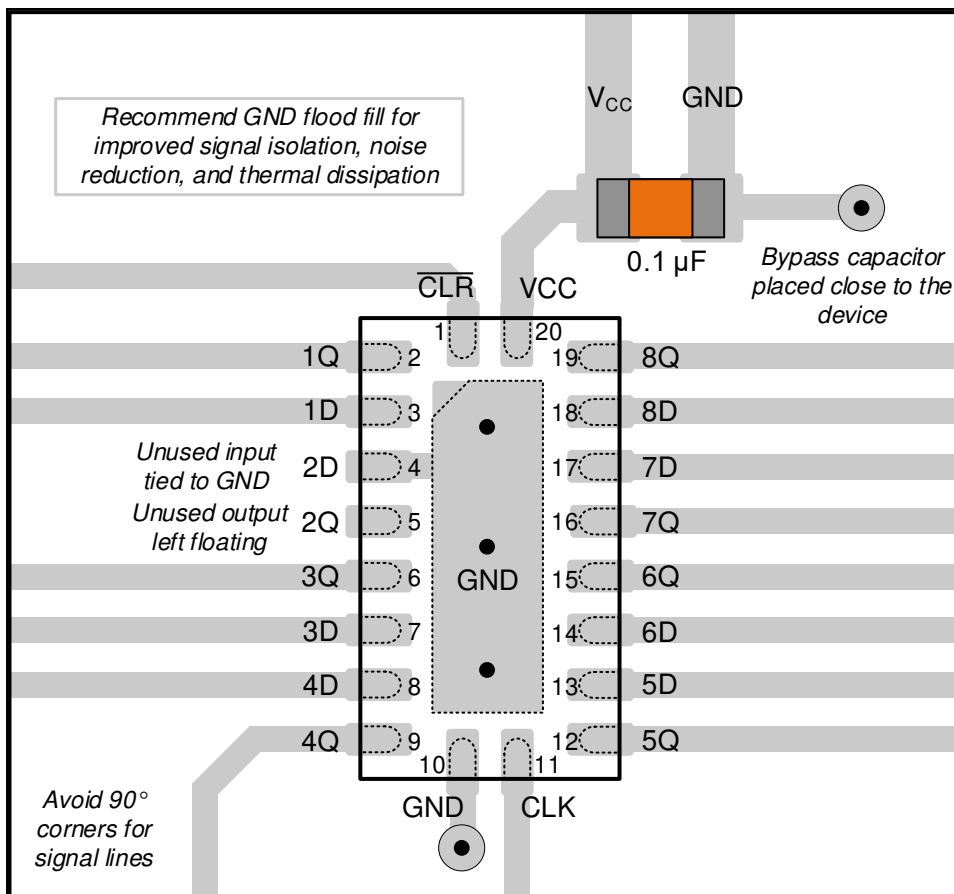 V_CC GND
Recommend GND flood fill for
improved signal isolation, noise
reduction, and thermal dissipation
0.1 µF
Bypass capacitor
placed close to the
device
C̅L̅R̅ VCC
1 20
1Q 2 19 8Q
1D 3 18 8D
Unused input
tied to GND
2D 4 17 7D
Unused output
left floating
2Q 5 16 7Q
3Q 6 15 6Q
GND
3D 7 14 6D
4D 8 13 5D
4Q 9 12 5Q
10 11
GND CLK
Avoid 90°
corners for
signal lines